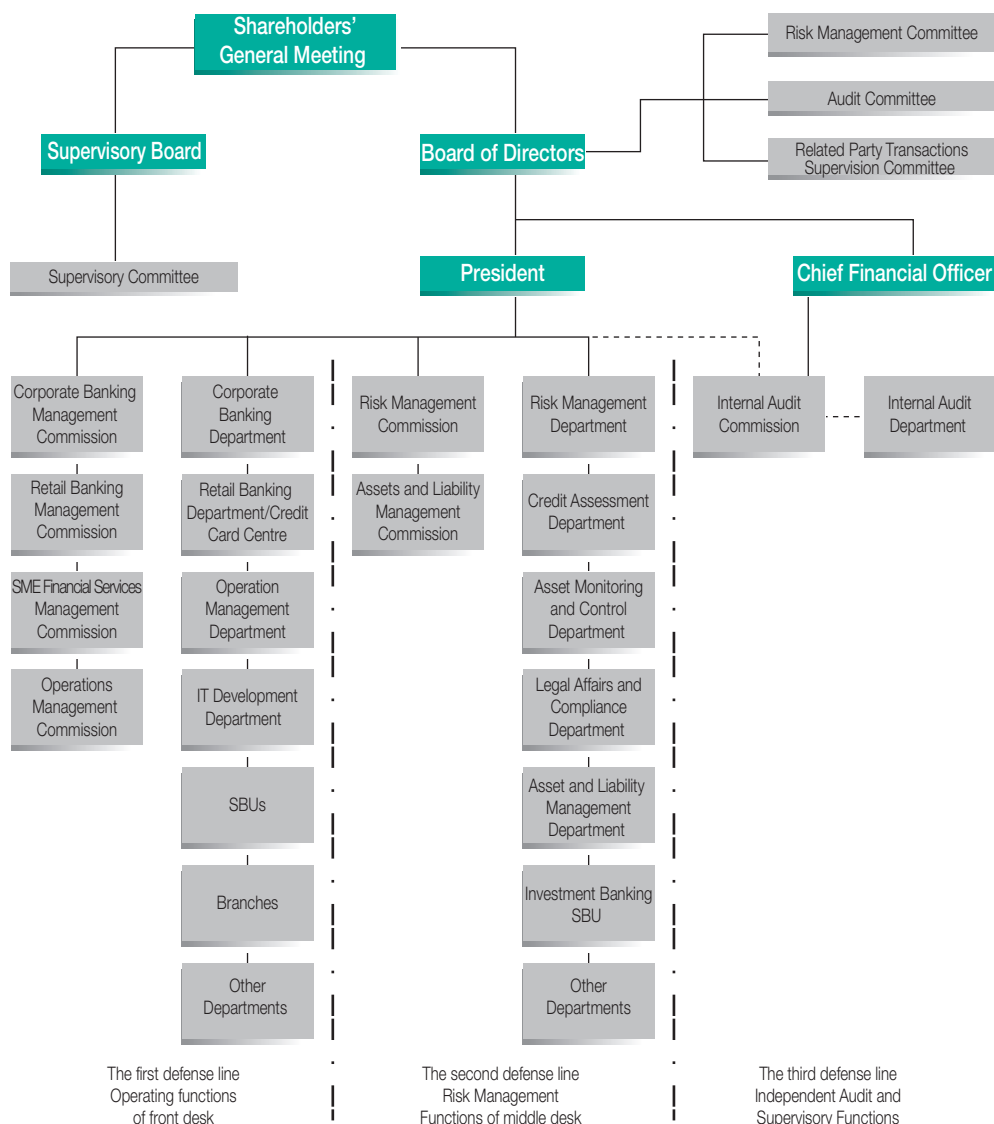 Shareholders'
General Meeting
Risk Management Committee
Audit Committee
Related Party Transactions
Supervision Committee
Supervisory Board
Board of Directors
Supervisory Committee
President
Chief Financial Officer
Corporate Banking
Management
Commission
Retail Banking
Management
Commission
SME Financial Services
Management
Commission
Operations
Management
Commission
Corporate
Banking
Department
Retail Banking
Department/Credit
Card Centre
Operation
Management
Department
IT Development
Department
SBUs
Branches
Other
Departments
Risk Management
Commission
Assets and Liability
Management
Commission
Risk Management
Department
Credit Assessment
Department
Asset Monitoring
and Control
Department
Legal Affairs and
Compliance
Department
Asset and Liability
Management
Department
Investment Banking
SBU
Other
Departments
Internal Audit
Commission
Internal Audit
Department
The first defense line
Operating functions
of front desk
The second defense line
Risk Management
Functions of middle desk
The third defense line
Independent Audit and
Supervisory Functions